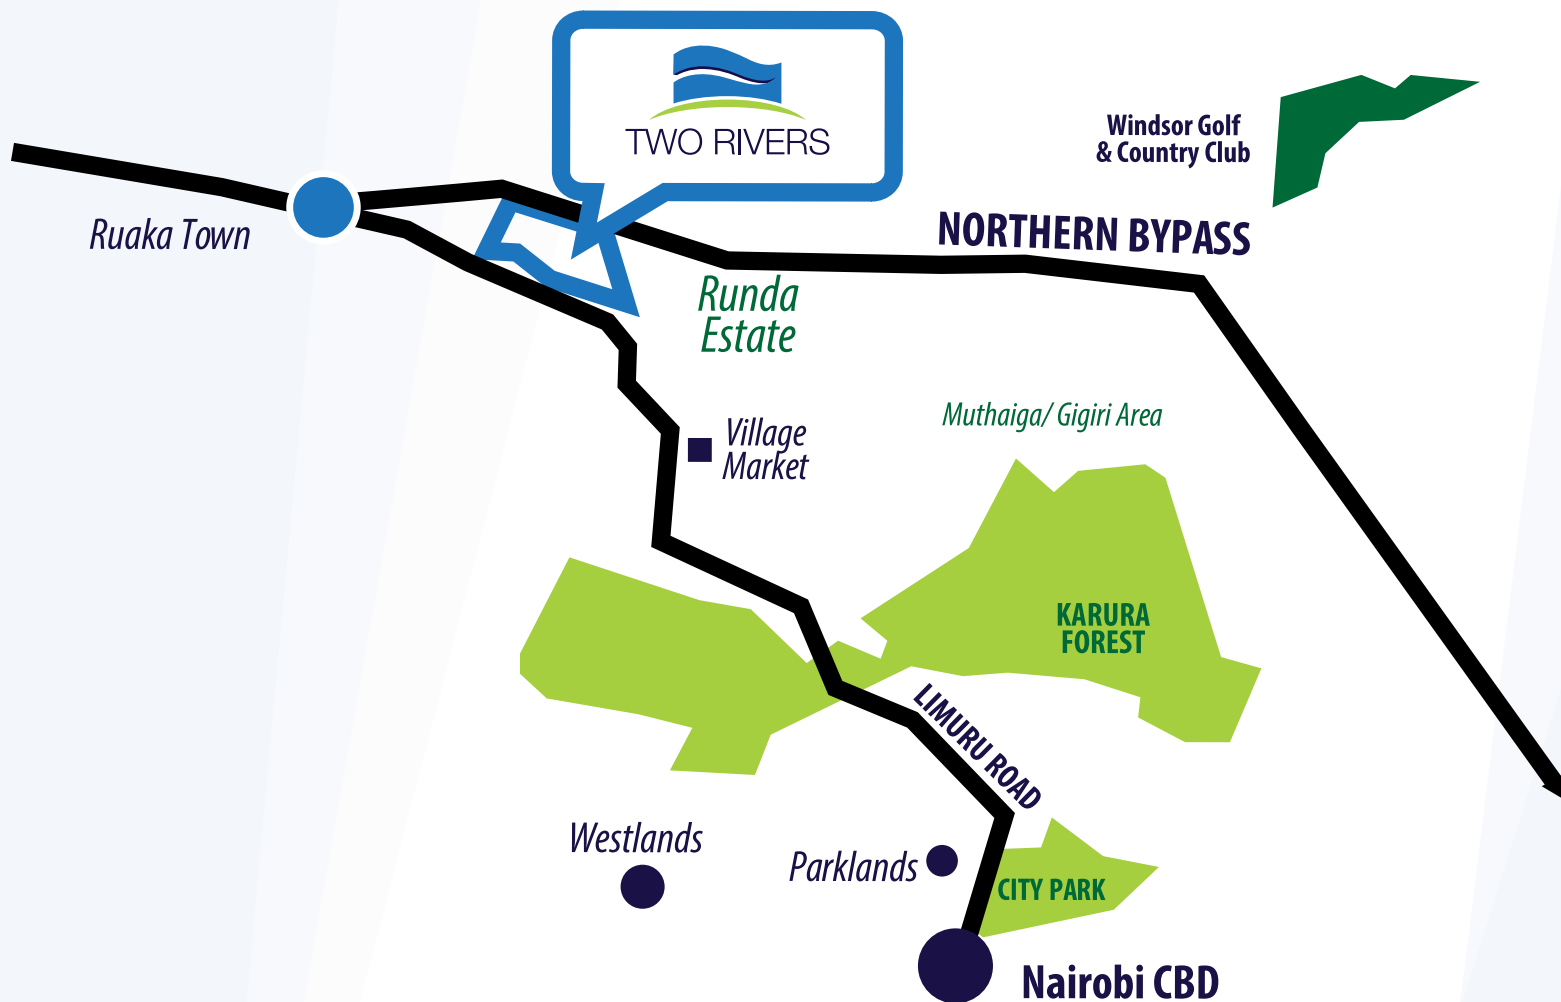 TWO RIVERS
Windsor Golf
& Country Club
Ruaka Town
NORTHERN BYPASS
Runda
Estate
Muthaiga/ Gigiri Area
Village
Market
KARURA
FOREST
LIMURU ROAD
Westlands
Parklands
CITY PARK
Nairobi CBD